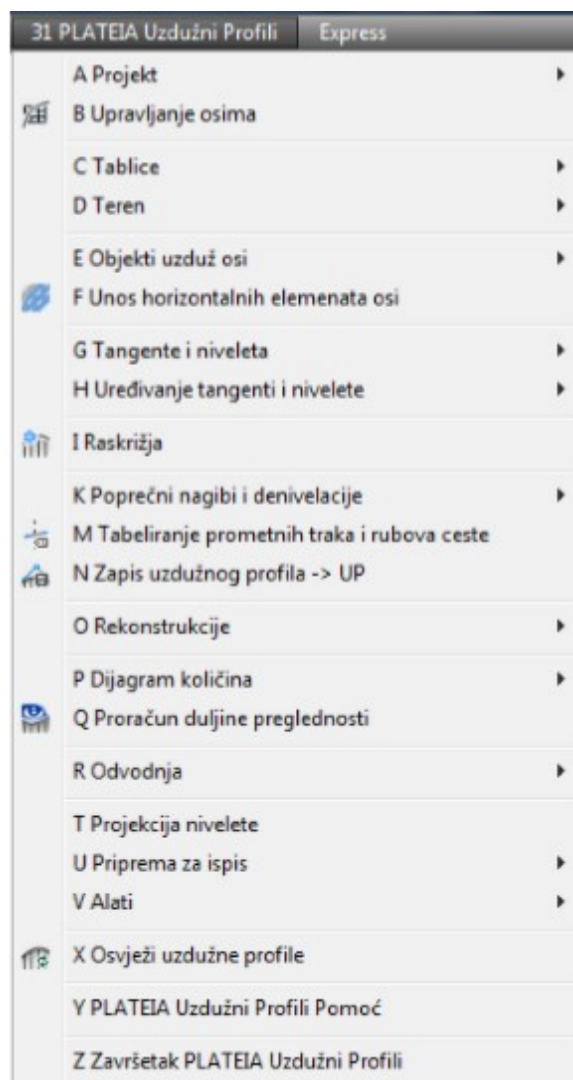 31 PLATEIA Uzdužni Profili Express
A Projekt
B Upravljanje osima
C Tablice
D Teren
E Objekti uzduž osi
F Unos horizontalnih elemenata osi
G Tangente i niveleta
H Uređivanje tangenti i nivelete
I Raskrižja
K Poprečni nagibi i denivelacije
M Tabeliranje prometnih traka i rubova ceste
N Zapis uzdužnog profila -> UP
O Rekonstrukcije
P Dijagram količina
Q Proračun duljine preglednosti
R Odvodnja
T Projekcija nivelete
U Priprema za ispis
V Alati
X Osvježi uzdužne profile
Y PLATEIA Uzdužni Profili Pomoć
Z Završetak PLATEIA Uzdužni Profili